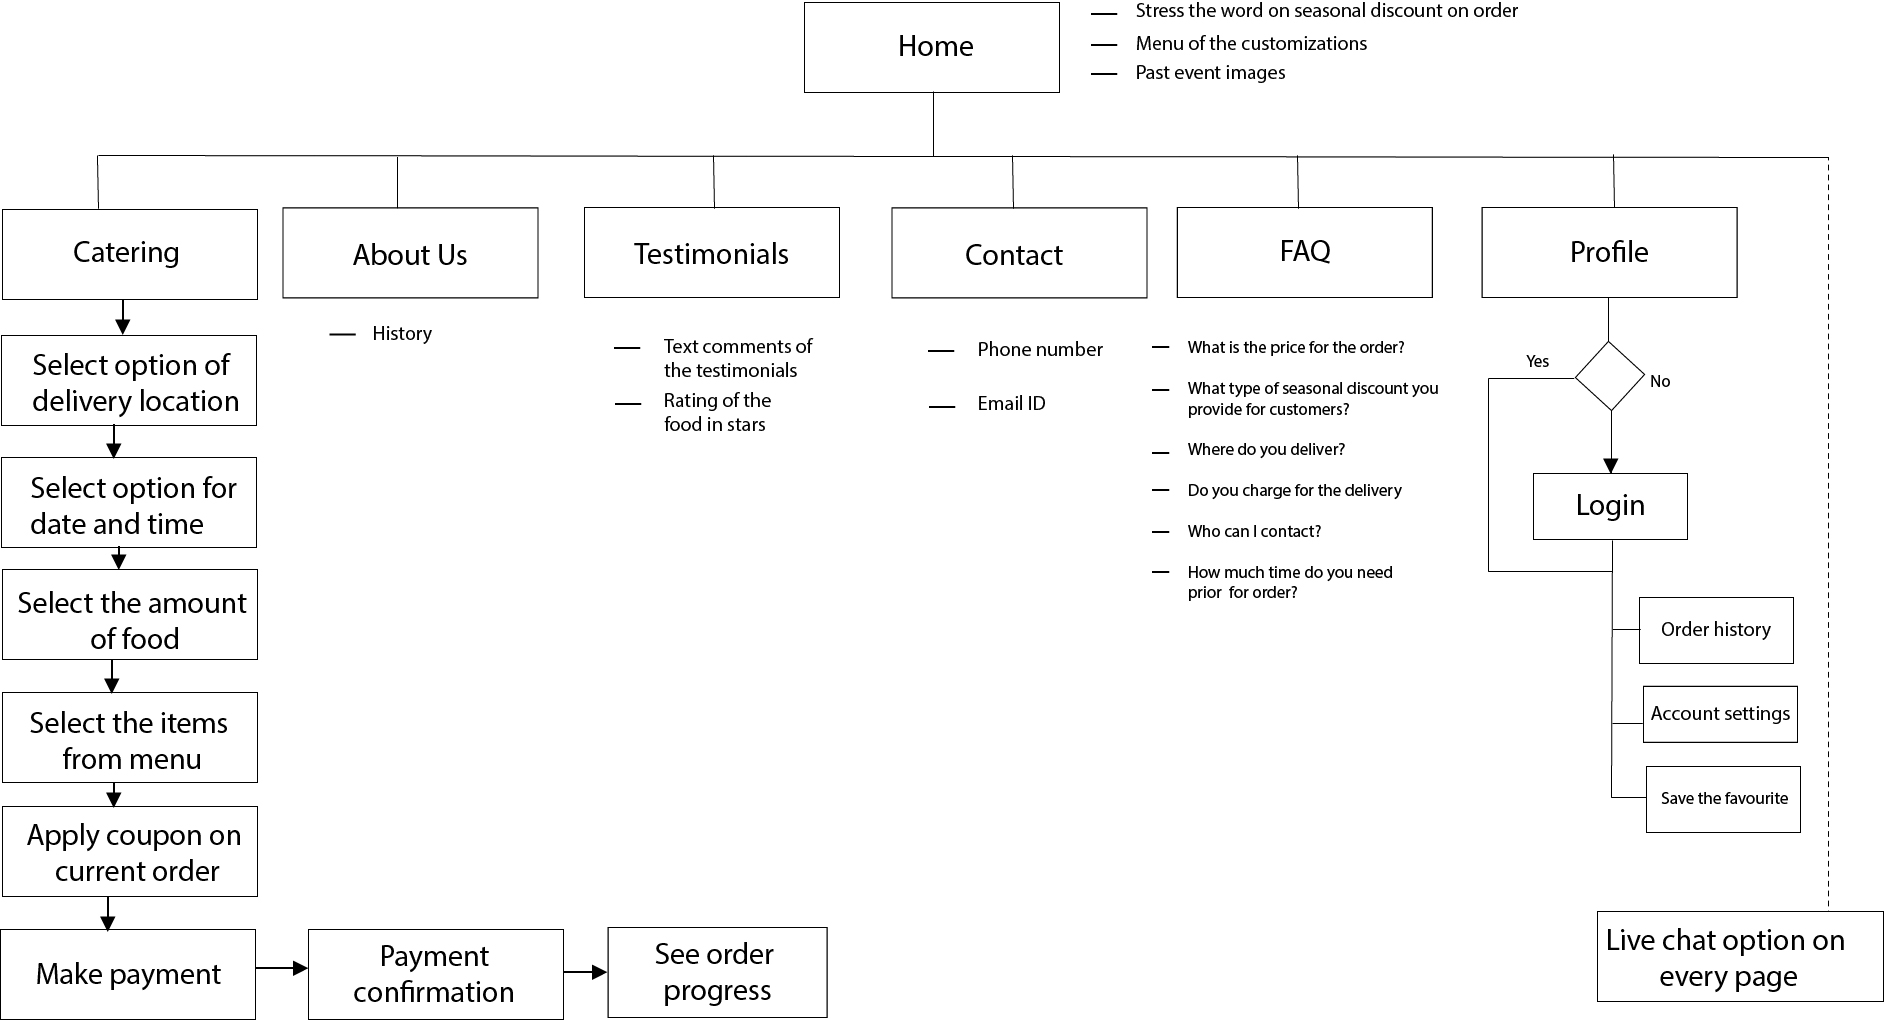 Home
Stress the word on seasonal discount on order
Menu of the customizations
Past event images
Catering
About Us
Testimonials
Contact
FAQ
Profile
Select option of
delivery location
Select option for
date and time
Select the amount
of food
Select the items
from menu
Apply coupon on
current order
Make payment
Payment
confirmation
See order
progress
History
Text comments of
the testimonials
Rating of the
food in stars
Phone number
Email ID
What is the price for the order?
What type of seasonal discount you
provide for customers?
Where do you deliver?
Do you charge for the delivery
Who can I contact?
How much time do you need
prior for order?
Yes
No
Login
Order history
Account settings
Save the favourite
Live chat option on
every page